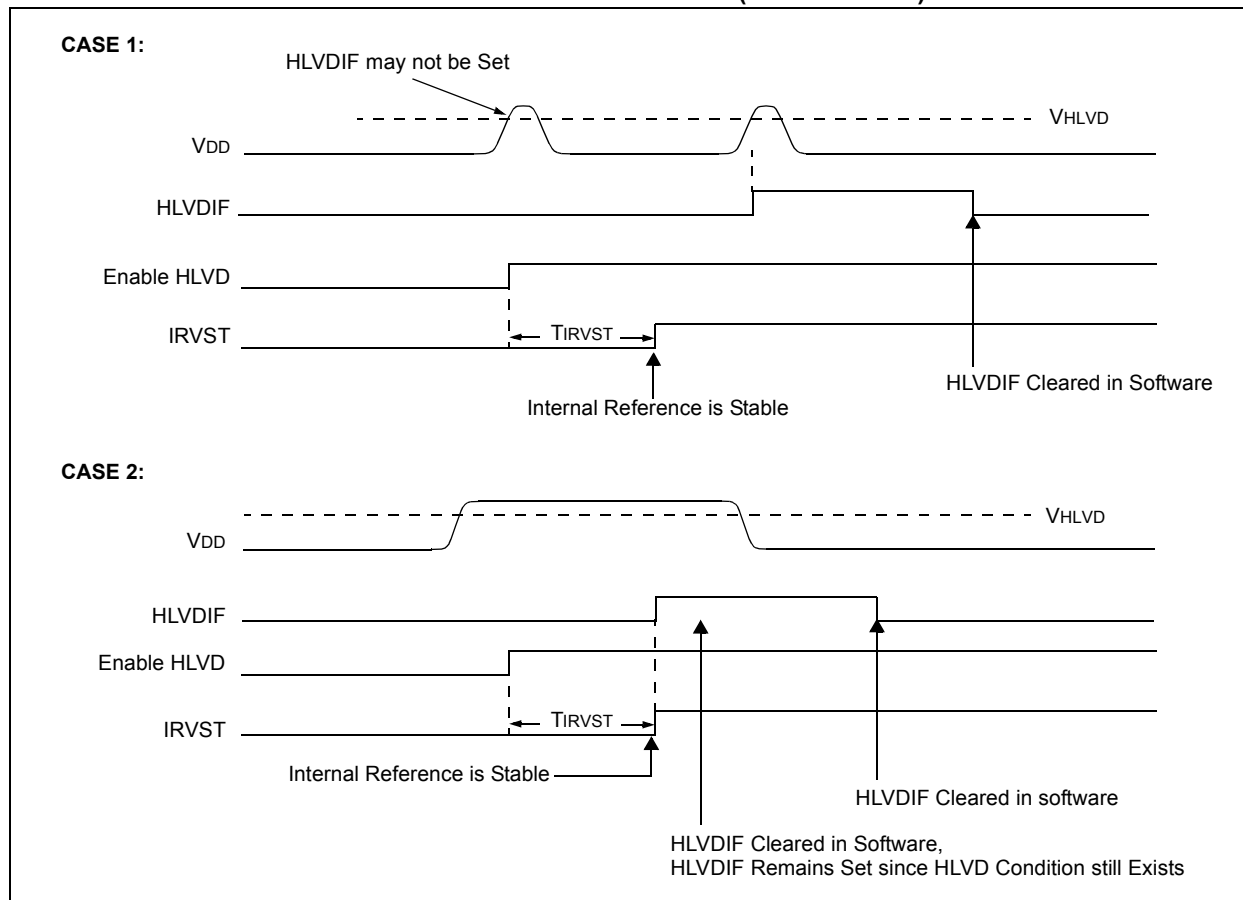 CASE 1:
HLVDIF may not be Set
VHLVD
VDD
HLVDIF
Enable HLVD
TIRVST
IRVST
HLVDIF Cleared in Software
Internal Reference is Stable
CASE 2:
VHLVD
VDD
HLVDIF
Enable HLVD
TIRVST
IRVST
Internal Reference is Stable
HLVDIF Cleared in software
HLVDIF Cleared in Software,
HLVDIF Remains Set since HLVD Condition still Exists